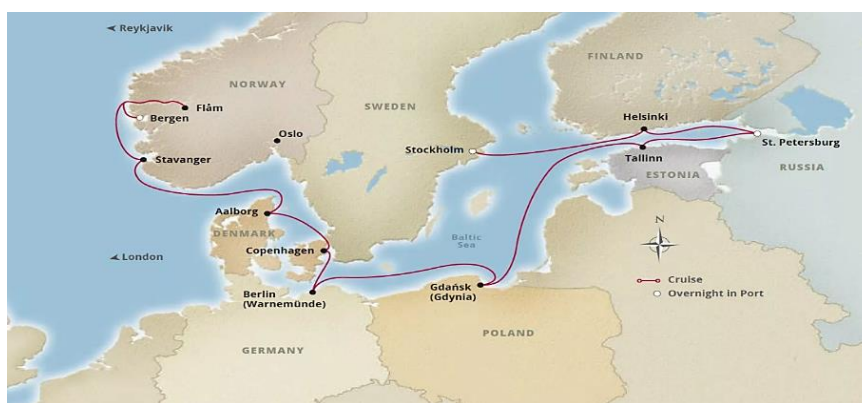 Reykjavik
FINLAND
NORWAY
Flåm
SWEDEN
Bergen
Helsinki
Oslo
St. Petersburg
Stockholm
Stavanger
Tallinn
RUSSIA
ESTONIA
Aalborg
N
DENMARK
Baltic
Sea
Copenhagen
London
Cruise
Berlin
(Warnemünde)
Gdańsk
(Gdynia)
Overnight in Port
POLAND
GERMANY